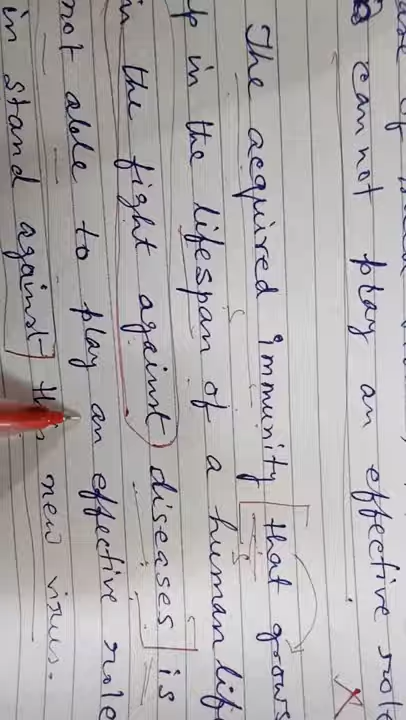 cannot play an effective role
The acquired immunity that grows
p in the lifespan of a human life
in the fight against diseases is
not able to play an effective role
in stand against this new virus.